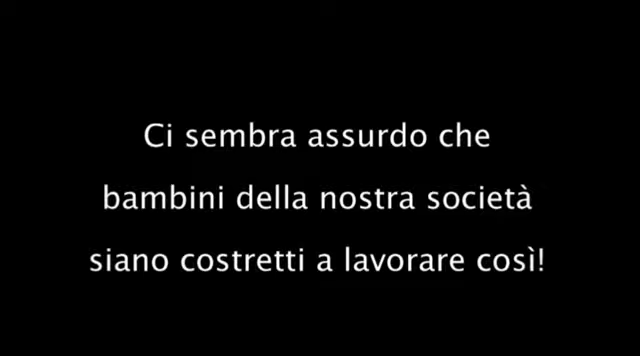 Ci sembra assurdo che
bambini della nostra società
siano costretti a lavorare così!